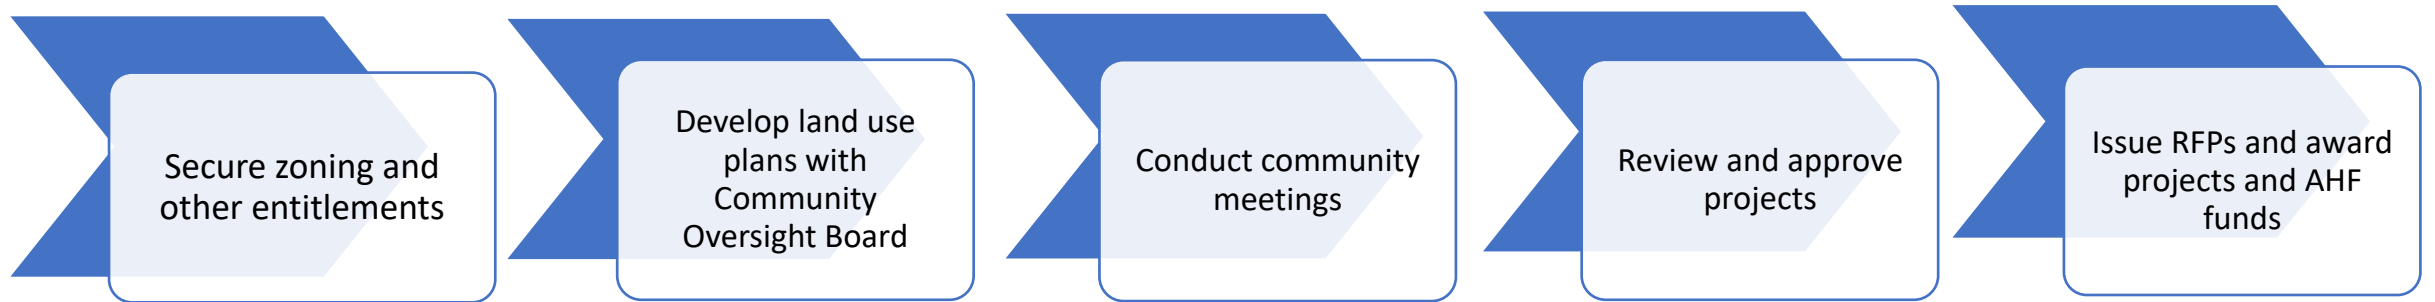 Secure zoning and
other entitlements
Develop land use
plans with
Community
Oversight Board
Conduct community
meetings
Review and approve
projects
Issue RFPs and award
projects and AHF
funds